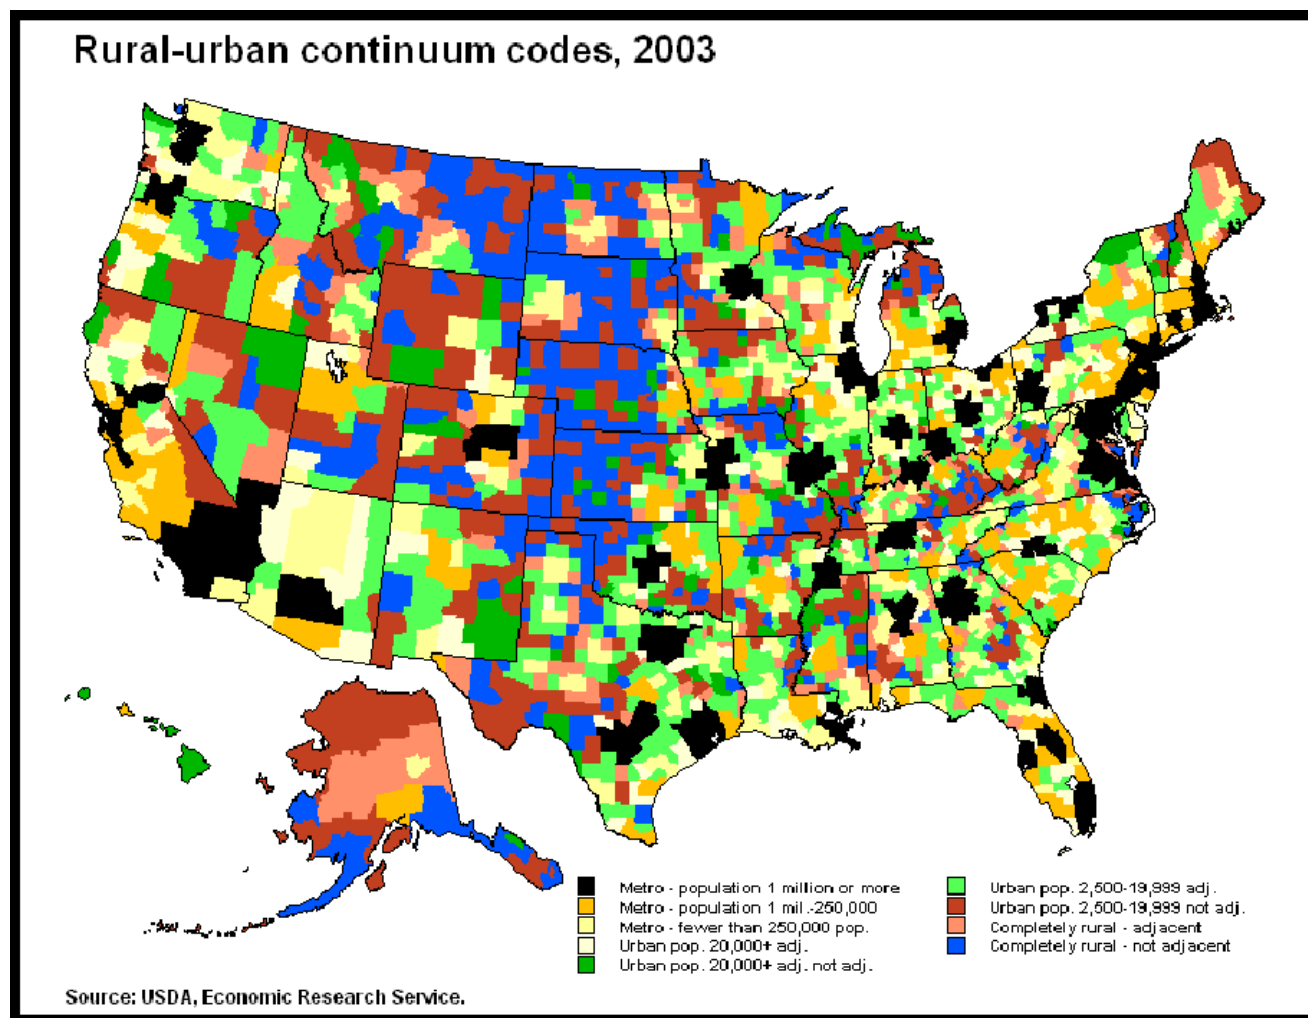 Rural-urban continuum codes, 2003
Metro - population 1 million or more
Metro - population 1 mil.-250,000
Metro - fewer than 250,000 pop.
Urban pop. 20,000+ adj.
Urban pop. 20,000+ adj. not adj.
Urban pop. 2,500-19,999 adj.
Urban pop. 2,500-19,999 not adj.
Completely rural - adjacent
Completely rural - not adjacent
Source: USDA, Economic Research Service.